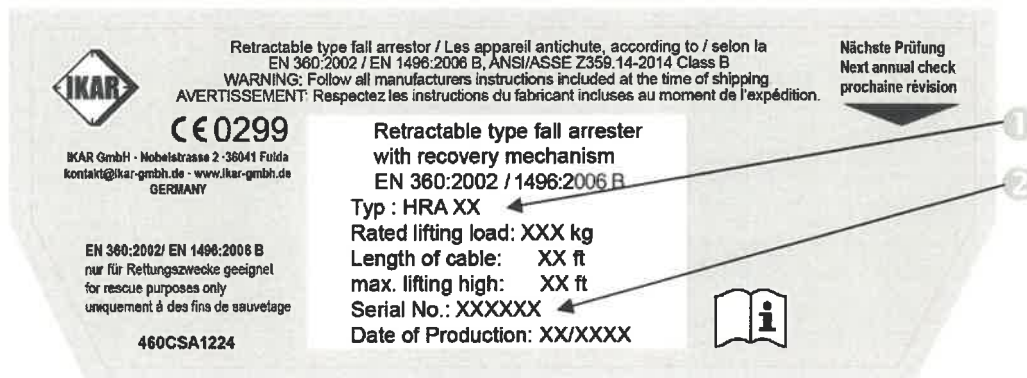 IKAR
Retractable type fall arrestor / Les appareil antichute, according to / selon la
EN 360:2002 / EN 1496:2006 B, ANSI/ASSE Z359.14-2014 Class B
WARNING: Follow all manufacturers instructions included at the time of shipping
AVERTISSEMENT: Respectez les instructions du fabricant incluses au moment de l'expédition.
Nächste Prüfung
Next annual check
prochaine révision
CE 0299
IKAR GmbH - Nobelstrasse 2 -36041 Fulda
kontakt@ikar-gmbh.de - www.ikar-gmbh.de
GERMANY
EN 360:2002/ EN 1496:2006 B
nur für Rettungszwecke geeignet
for rescue purposes only
uniquement à des fins de sauvetage
460CSA1224
Retractable type fall arrester
with recovery mechanism
EN 360:2002 / 1496:2006 B
Typ : HRA XX
Rated lifting load: XXX kg
Length of cable: XX ft
max. lifting high: XX ft
Serial No.: XXXXXX
Date of Production: XX/XXXX
i
1
2